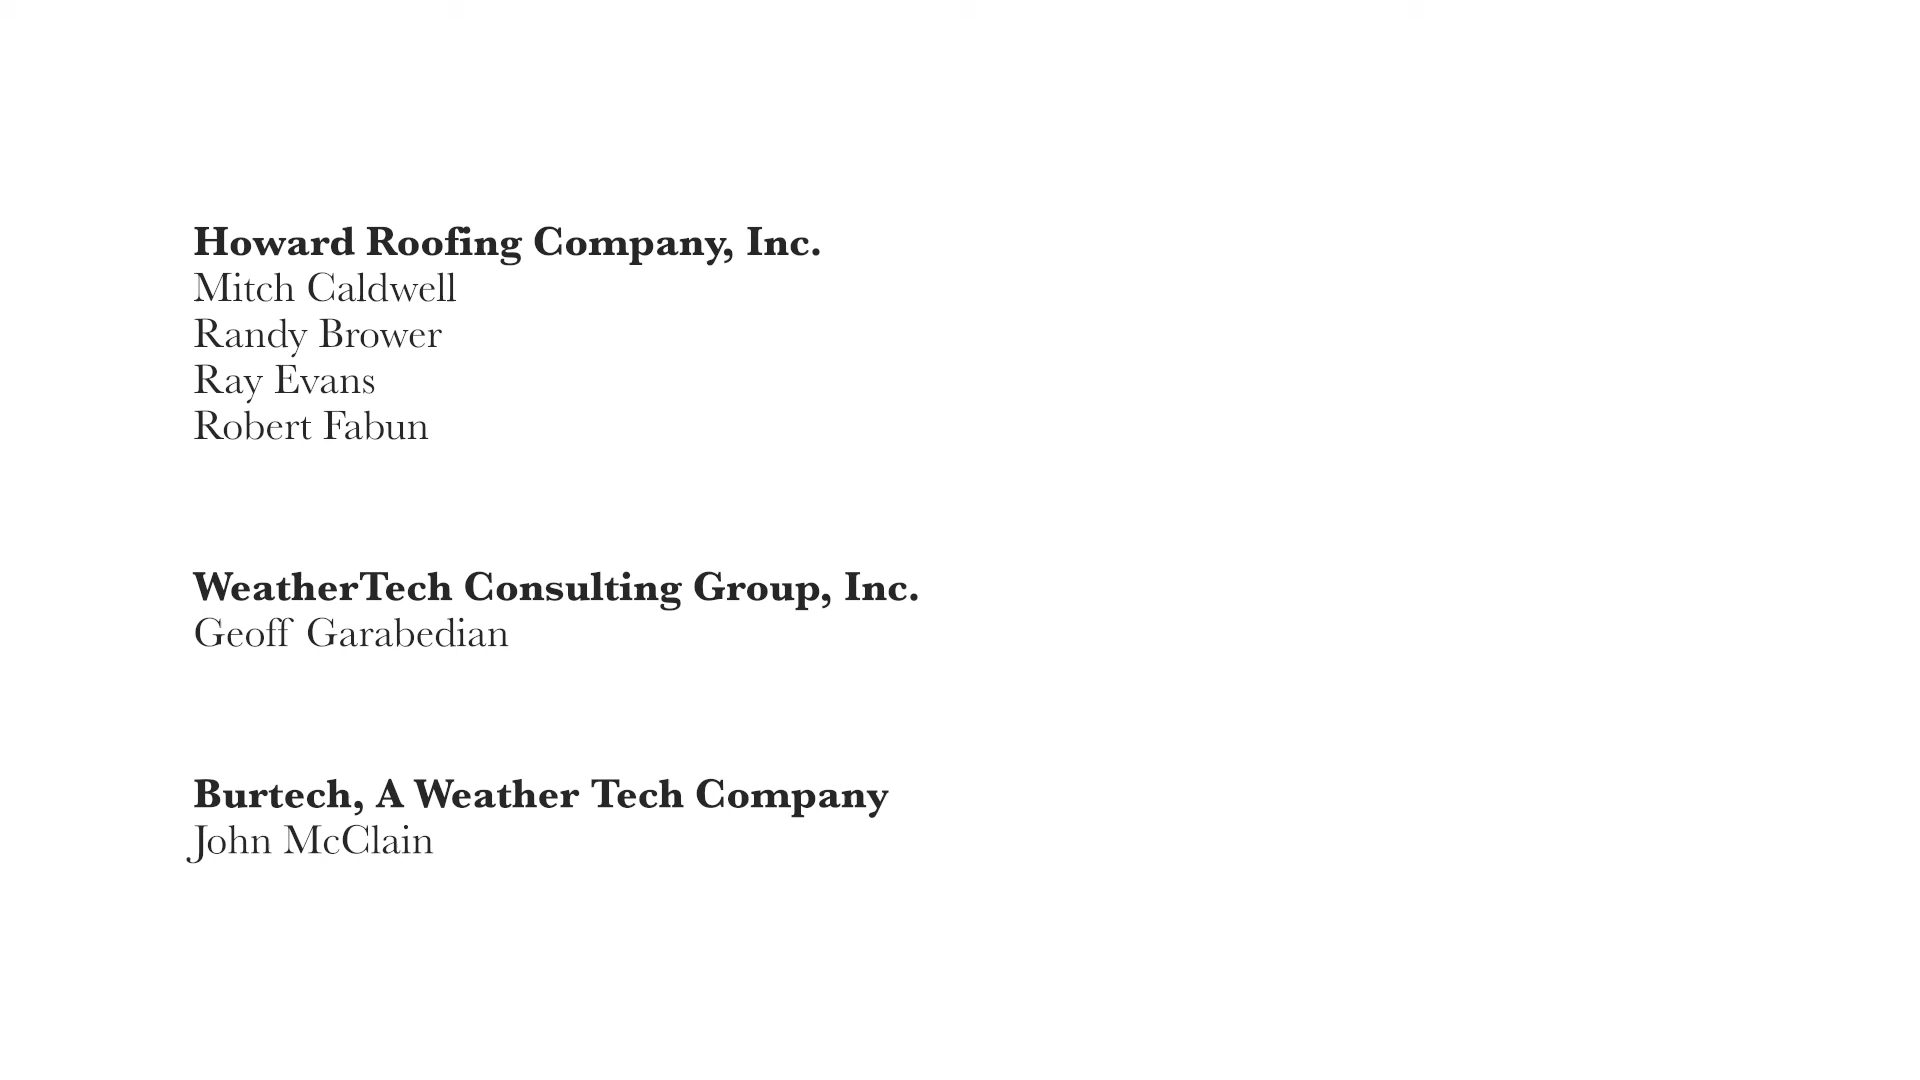 Howard Roofing Company, Inc.
Mitch Caldwell
Randy Brower
Ray Evans
Robert Fabun
WeatherTech Consulting Group, Inc.
Geoff Garabedian
Burtech, A Weather Tech Company
John McClain